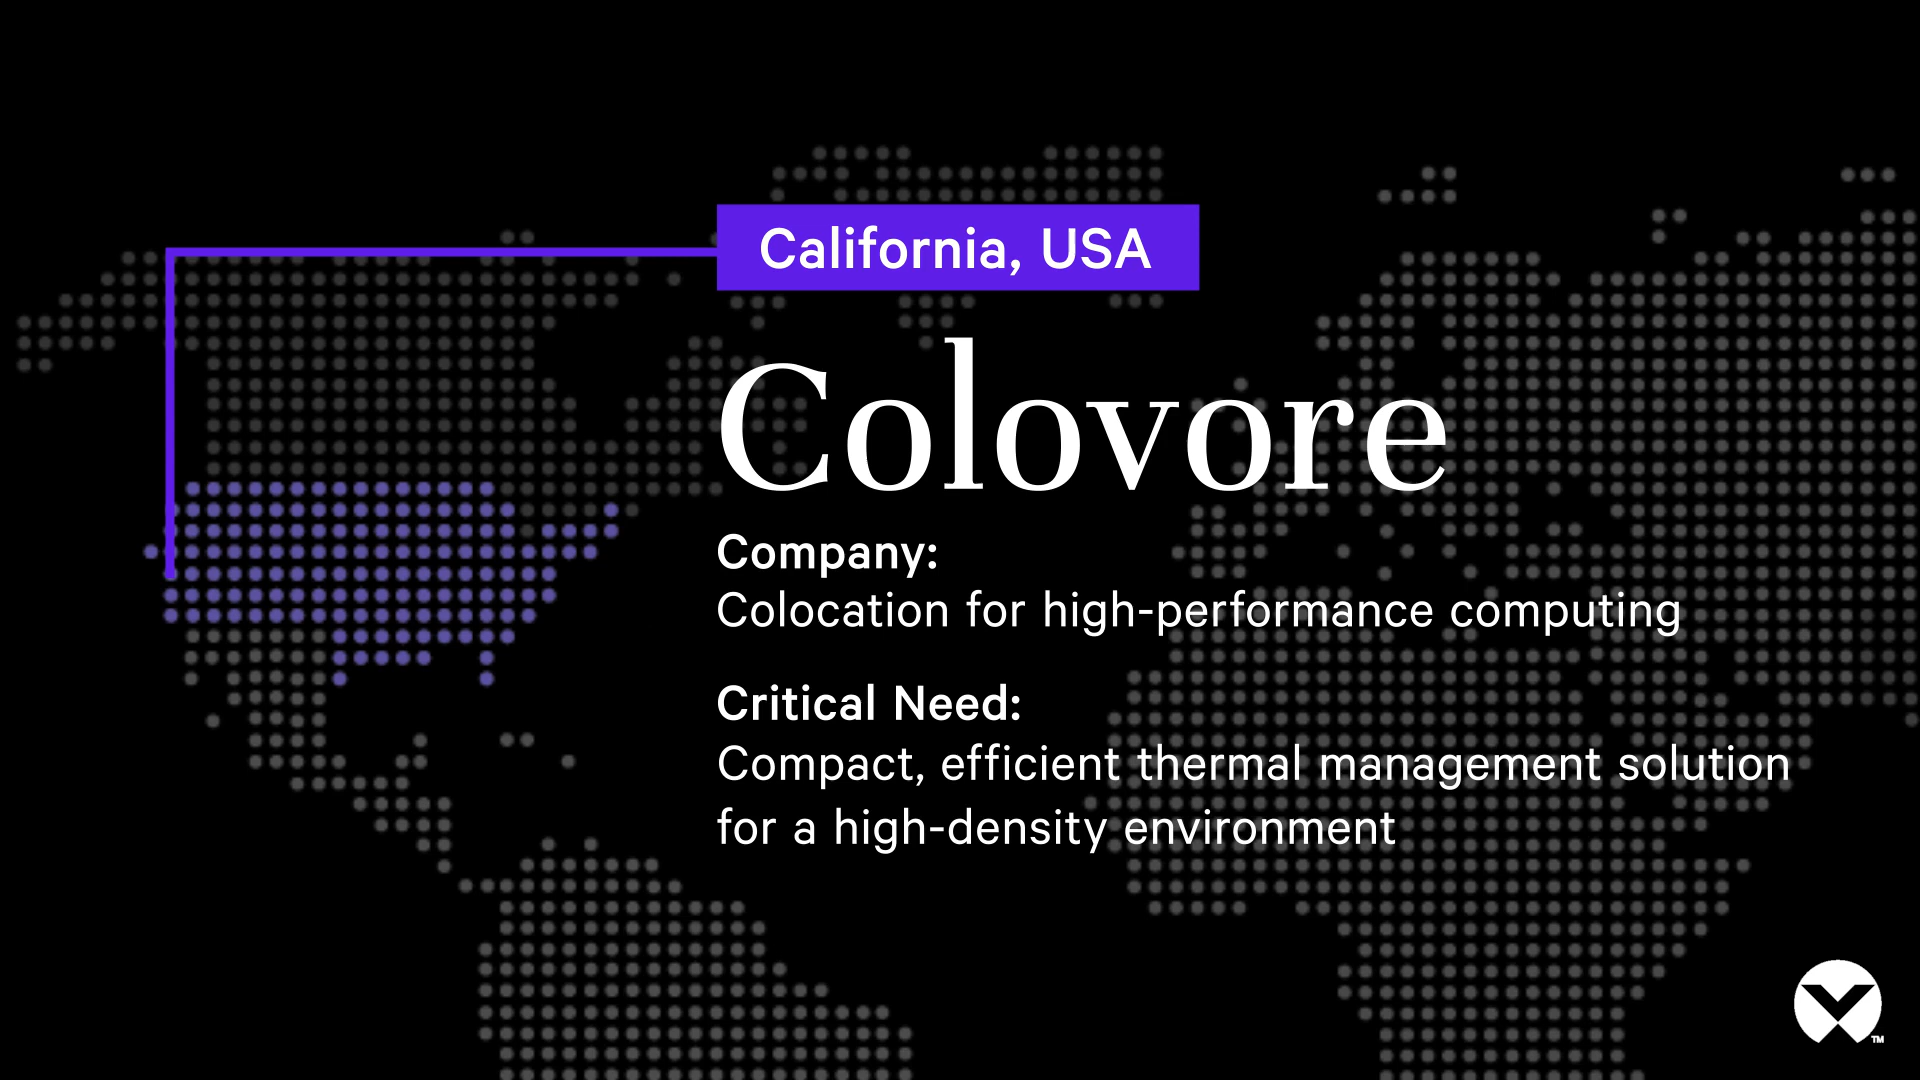 California, USA
Colovore
Company:
Colocation for high-performance computing
Critical Need:
Compact, efficient thermal management solution
for a high-density environment
TM